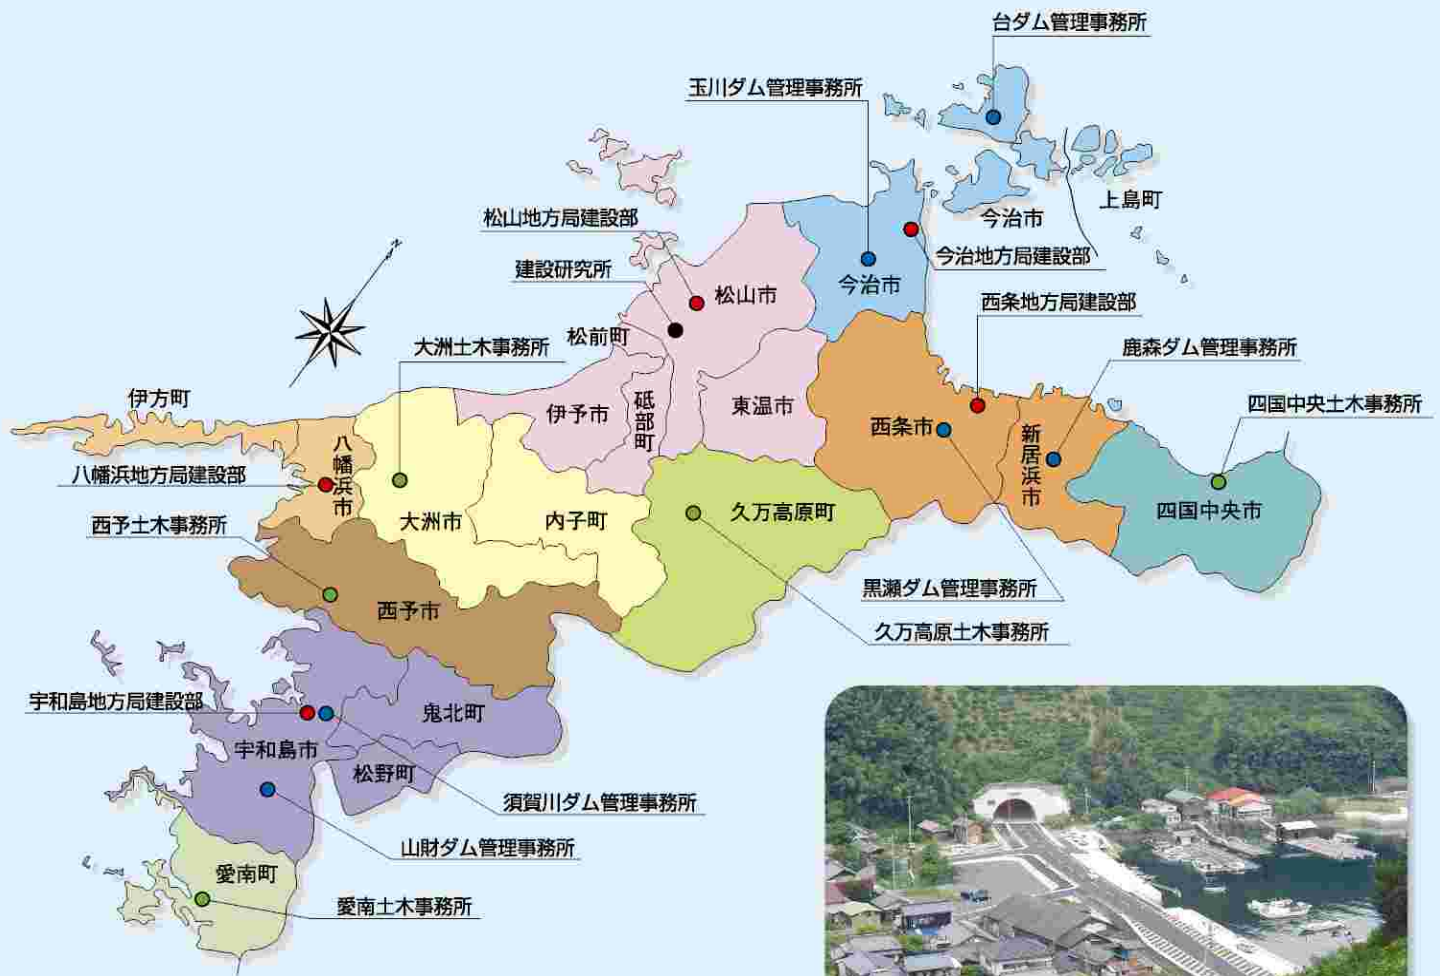 台ダム管理事務所
玉川ダム管理事務所
上島町
今治市
松山地方局建設部
今治地方局建設部
建設研究所
今治市
松山市
西条地方局建設部
松前町
大洲土木事務所
鹿森ダム管理事務所
N
伊方町
伊予市
砥部町
東温市
四国中央土木事務所
西条市
新居浜市
八幡浜市
八幡浜地方局建設部
大洲市
内子町
久万高原町
四国中央市
西予土木事務所
黒瀬ダム管理事務所
西予市
久万高原土木事務所
宇和島地方局建設部
鬼北町
宇和島市
松野町
須賀川ダム管理事務所
山財ダム管理事務所
愛南町
愛南土木事務所